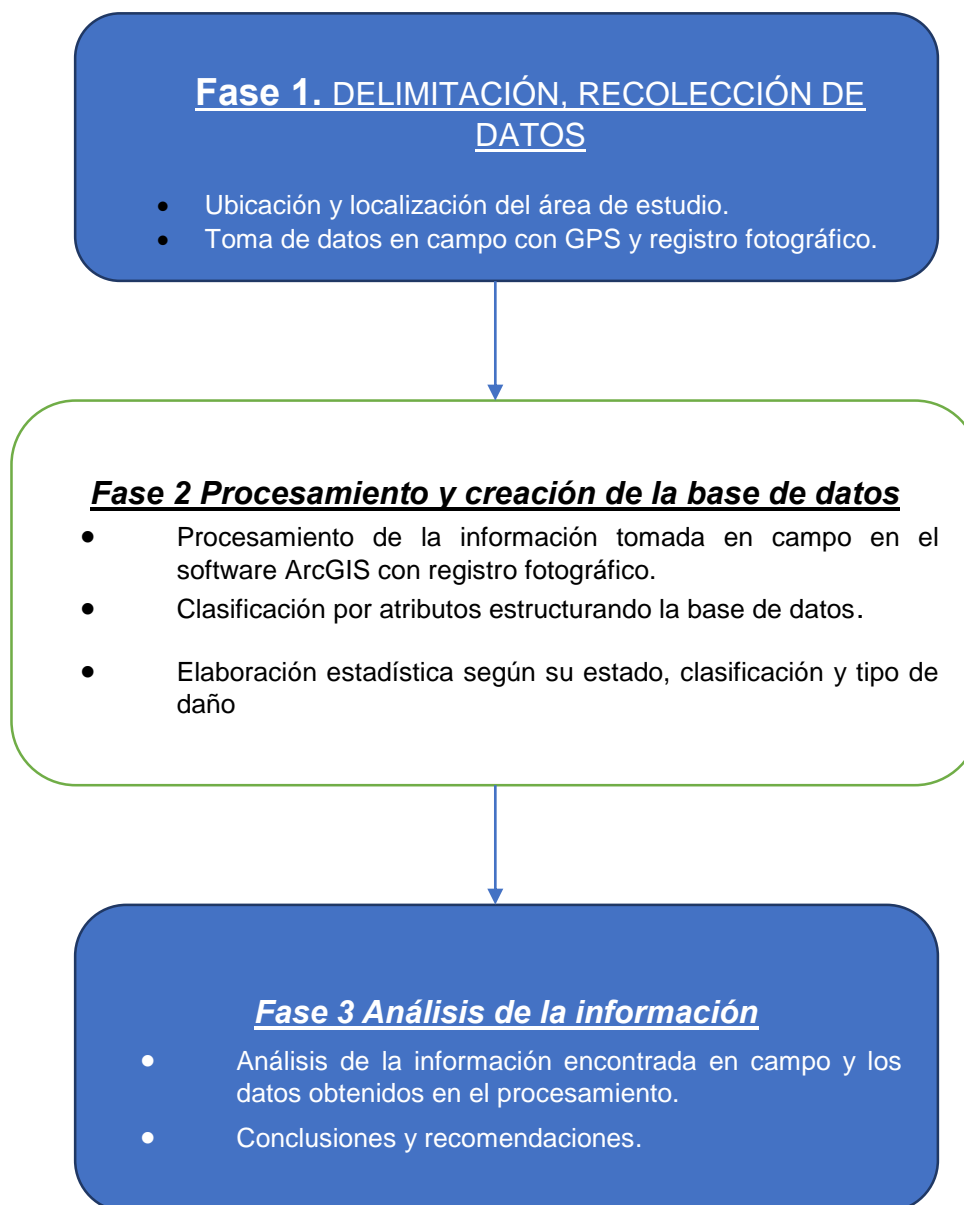 Fase 1. DELIMITACIÓN, RECOLECCIÓN DE
DATOS
• Ubicación y localización del área de estudio.
• Toma de datos en campo con GPS y registro fotográfico.
Fase 2 Procesamiento y creación de la base de datos
• Procesamiento de la información tomada en campo en el
software ArcGIS con registro fotográfico.
• Clasificación por atributos estructurando la base de datos.
• Elaboración estadística según su estado, clasificación y tipo de
daño
Fase 3 Análisis de la información
• Análisis de la información encontrada en campo y los
datos obtenidos en el procesamiento.
• Conclusiones y recomendaciones.